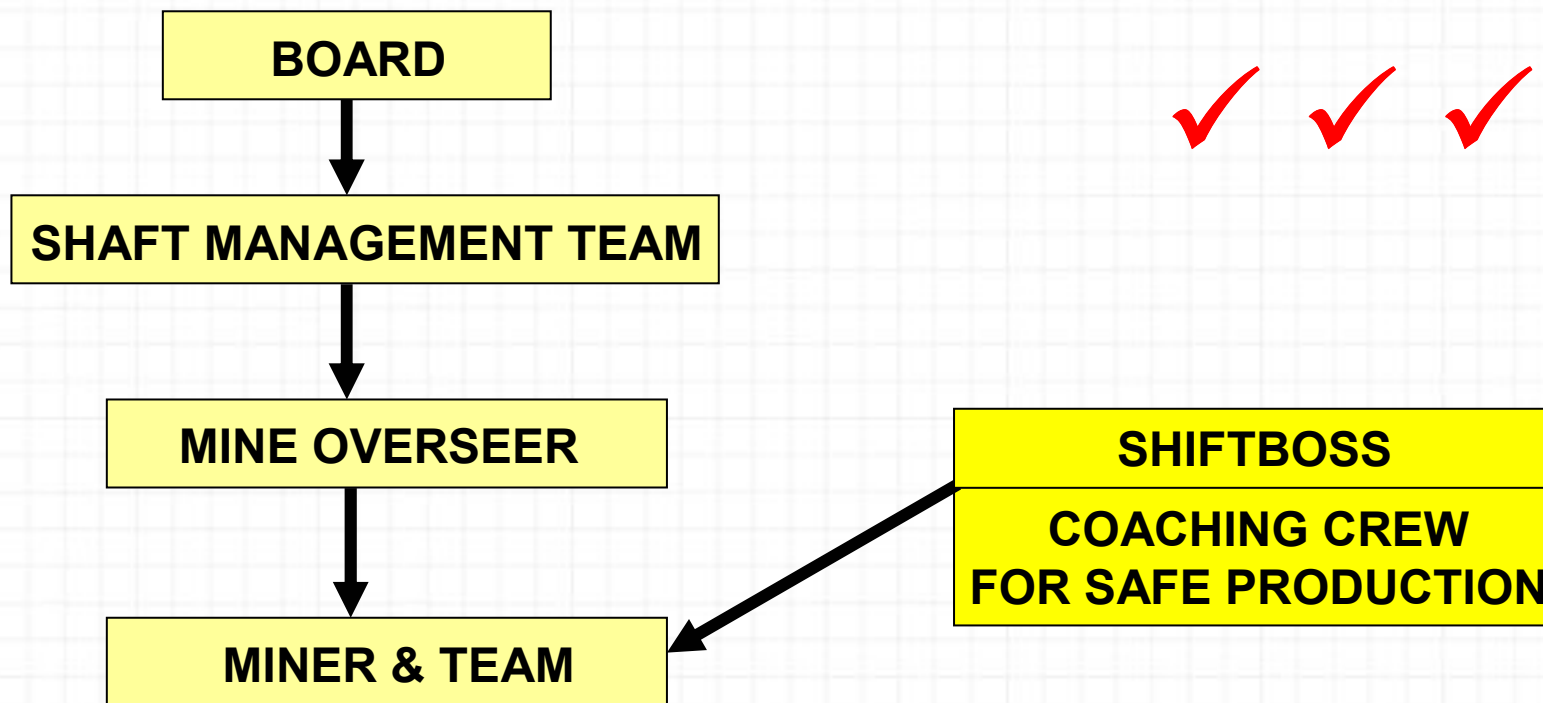 BOARD
SHAFT MANAGEMENT TEAM
MINE OVERSEER
SHIFTBOSS
COACHING CREW
FOR SAFE PRODUCTION
MINER & TEAM